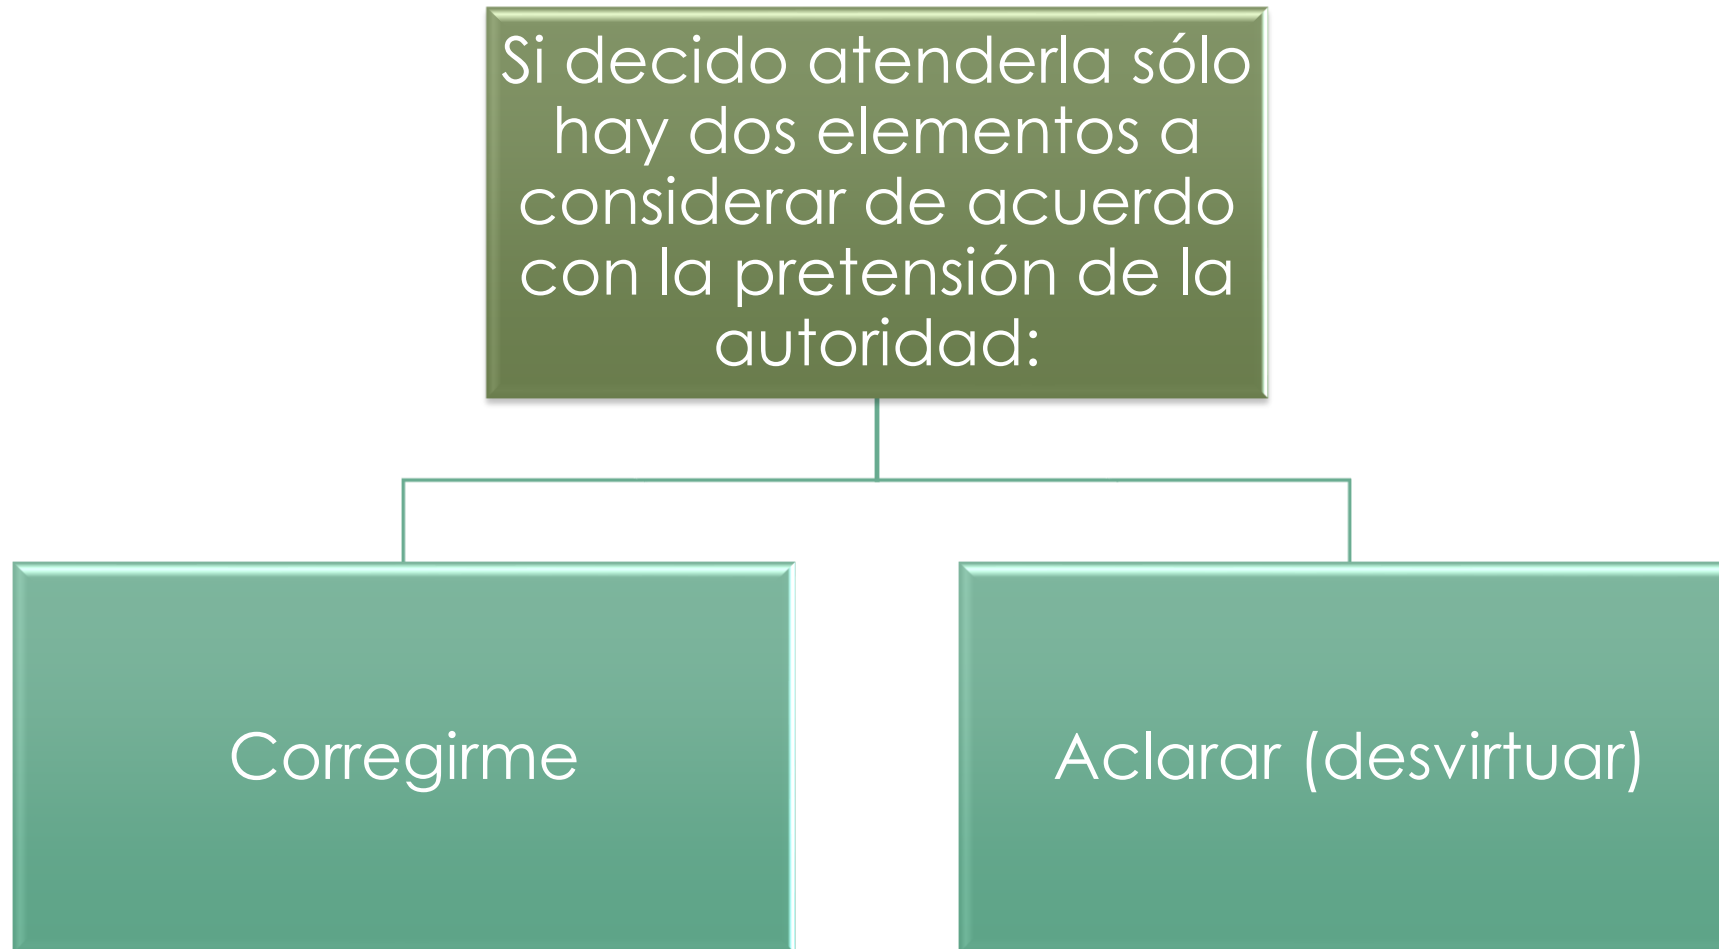 Si decido atenderla sólo
hay dos elementos a
considerar de acuerdo
con la pretensión de la
autoridad:
Corregirme
Aclarar (desvirtuar)